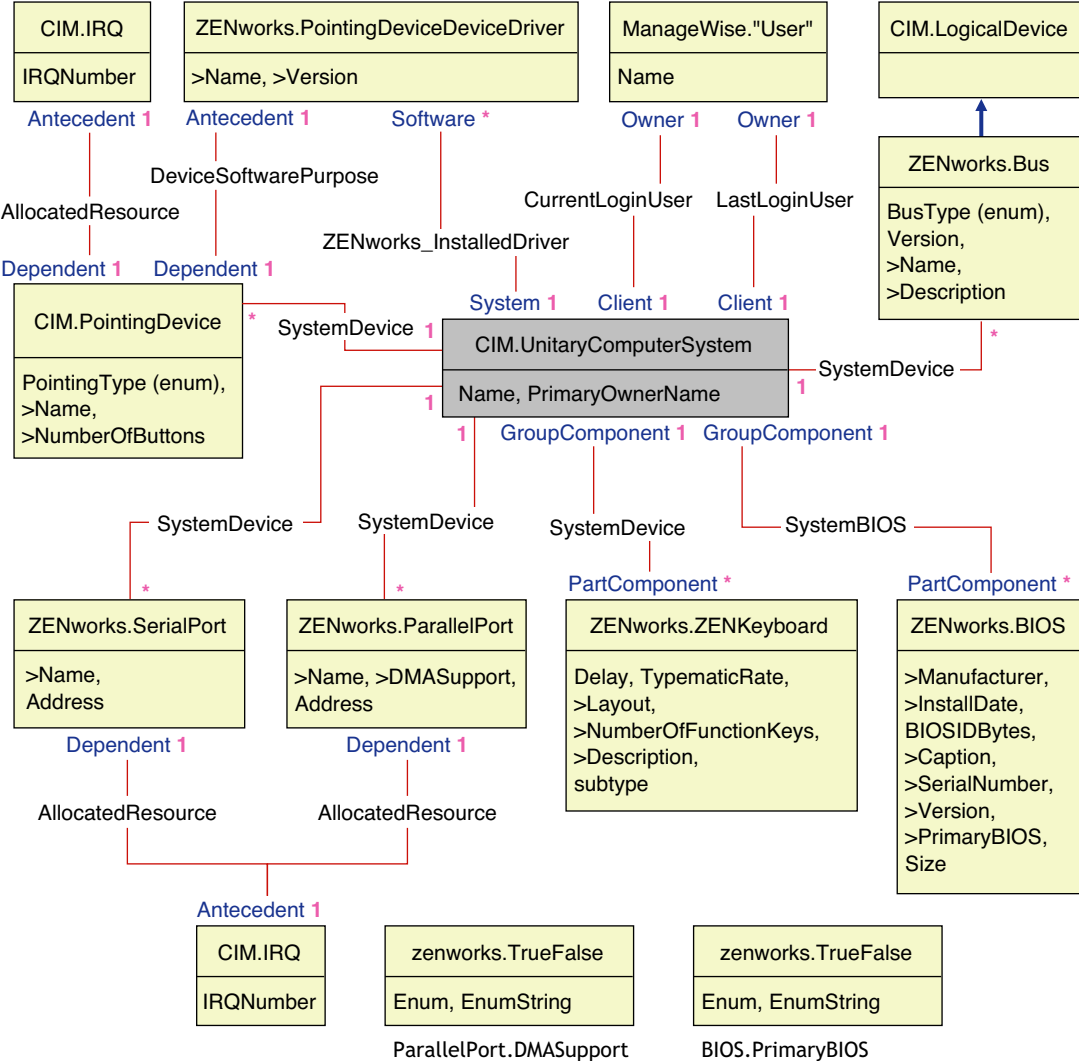 CIM.IRQ
IRQNumber
ZENworks.PointingDeviceDeviceDriver
>Name, >Version
ManageWise."User"
Name
CIM.LogicalDevice
Antecedent 1
Antecedent 1
Software *
Owner 1
Owner 1
DeviceSoftwarePurpose
AllocatedResource
CurrentLoginUser
LastLoginUser
ZENworks_InstalledDriver
ZENworks.Bus
BusType (enum),
Version,
>Name,
>Description
*
Dependent 1
Dependent 1
System 1
Client 1
Client 1
CIM.PointingDevice
PointingType (enum),
>Name,
>NumberOfButtons
*
SystemDevice
1
CIM.UnitaryComputerSystem
Name, PrimaryOwnerName
SystemDevice
1
1
1
GroupComponent 1
GroupComponent 1
SystemDevice
SystemDevice
SystemDevice
SystemBIOS
*
*
PartComponent *
PartComponent *
ZENworks.SerialPort
>Name,
Address
ZENworks.ParallelPort
>Name, >DMASupport,
Address
ZENworks.ZENKeyboard
Delay, TypematicRate,
>Layout,
>NumberOfFunctionKeys,
>Description,
subtype
ZENworks.BIOS
>Manufacturer,
>InstallDate,
BIOSIDBytes,
>Caption,
>SerialNumber,
>Version,
>PrimaryBIOS,
Size
Dependent 1
Dependent 1
AllocatedResource
AllocatedResource
Antecedent 1
CIM.IRQ
IRQNumber
zenworks.TrueFalse
Enum, EnumString
ParallelPort.DMASupport
zenworks.TrueFalse
Enum, EnumString
BIOS.PrimaryBIOS